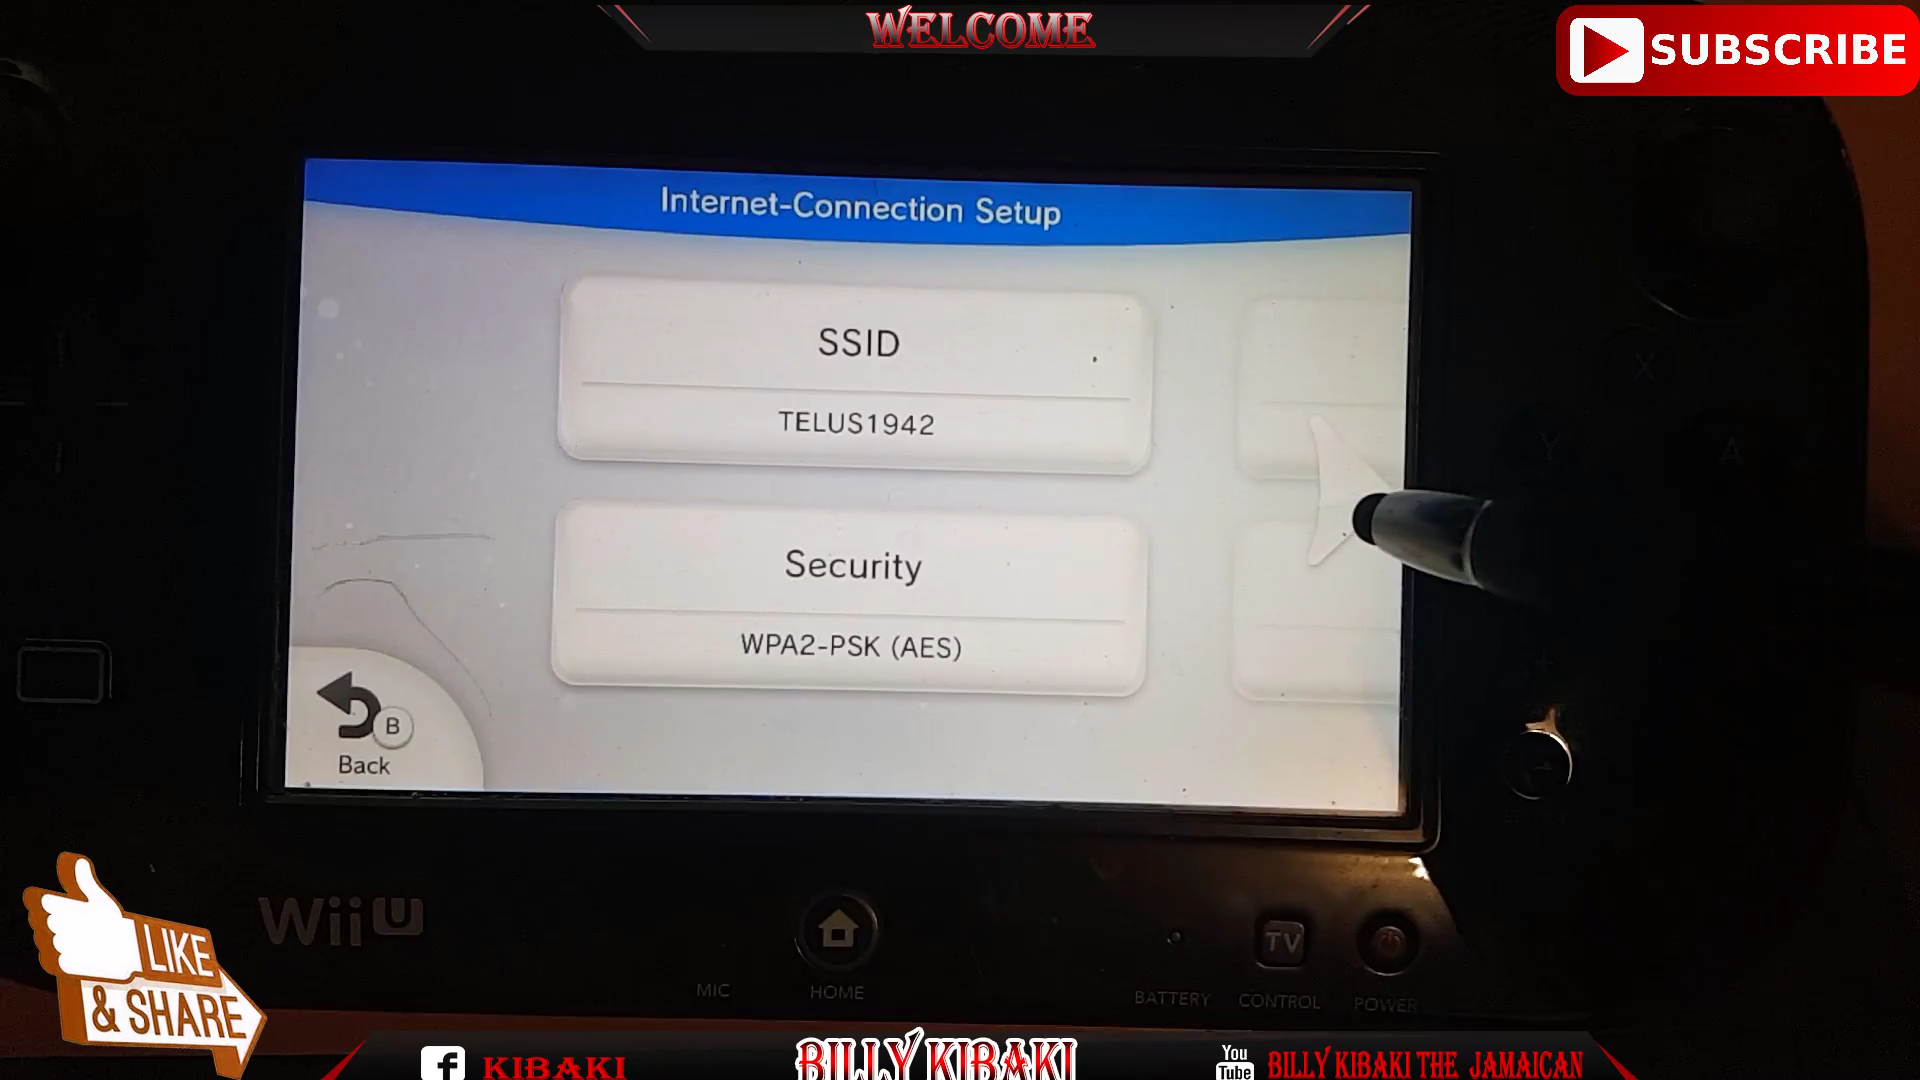 WELCOME
SUBSCRIBE
Internet-Connection Setup
SSID
TELUS1942
Security
WPA2-PSK (AES)
B
Back
X
Y
A
Wii U
TV
MIC
HOME
BATTERY
CONTROL
POWER
LIKE
& SHARE
f KIBAKI
BILLY KIBAKI
You Tube BILLY KIBAKI THE JAMAICAN